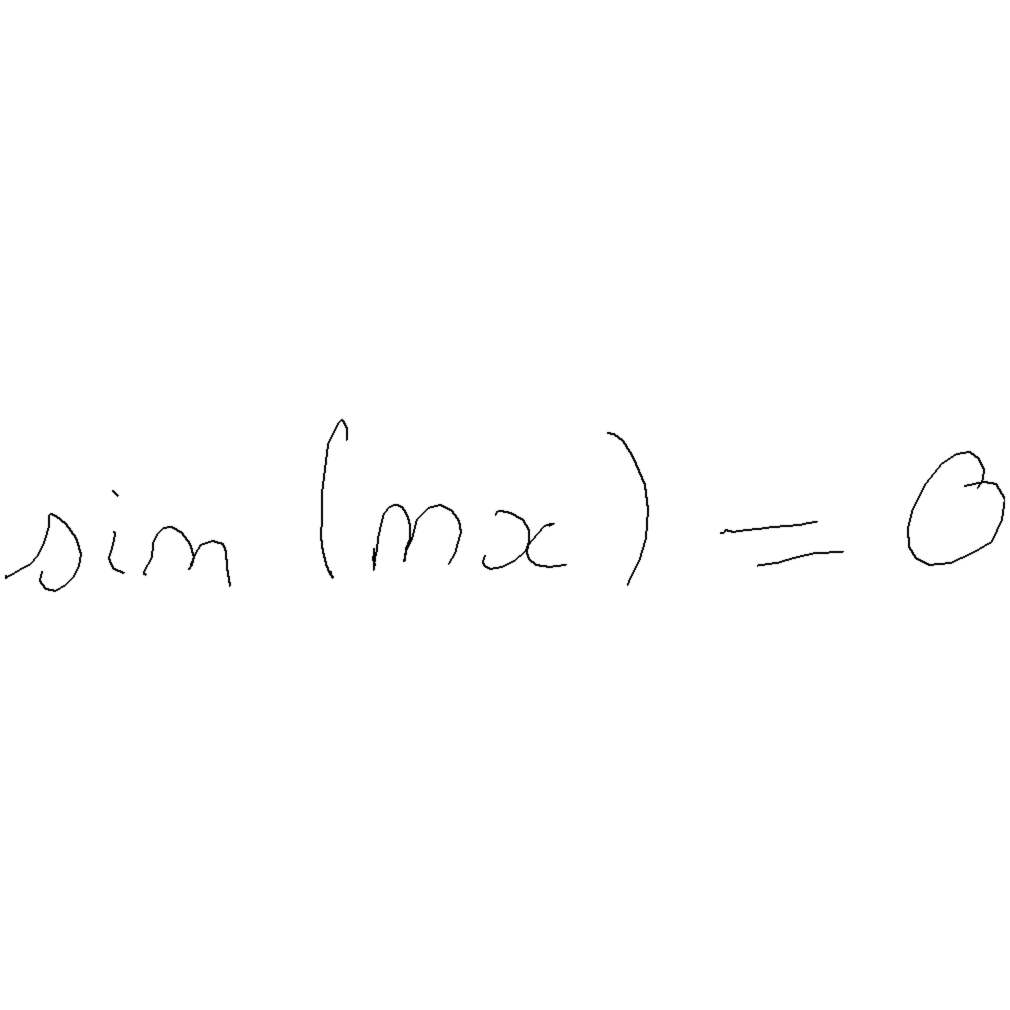 sin(mx) = 0